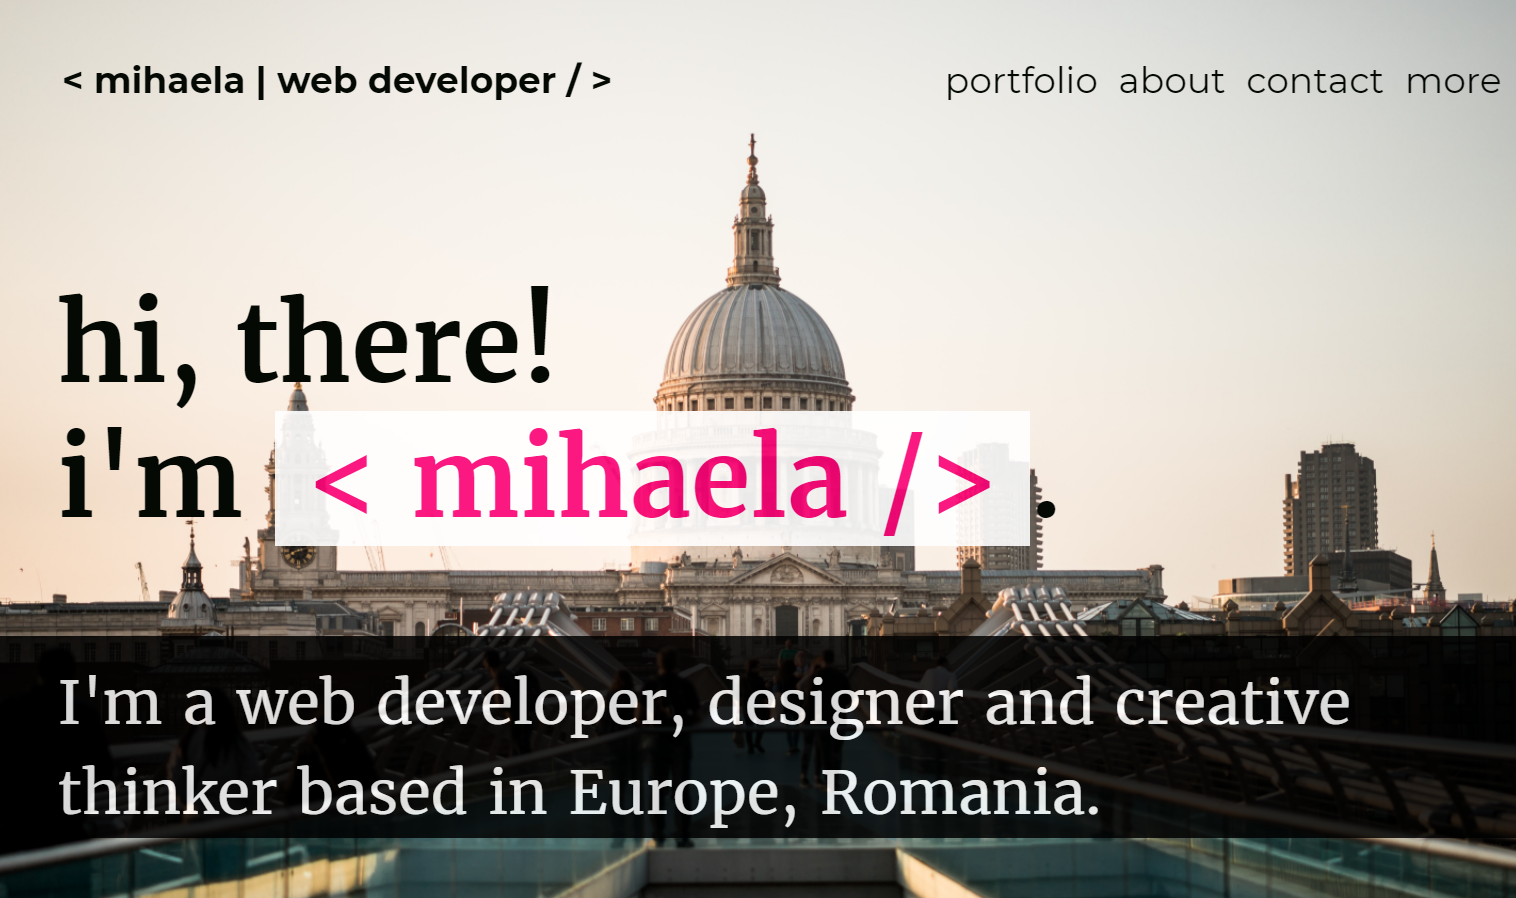 < mihaela | web developer / >
portfolio about contact more
hi, there!
i'm < mihaela /> .
I'm a web developer, designer and creative
thinker based in Europe, Romania.